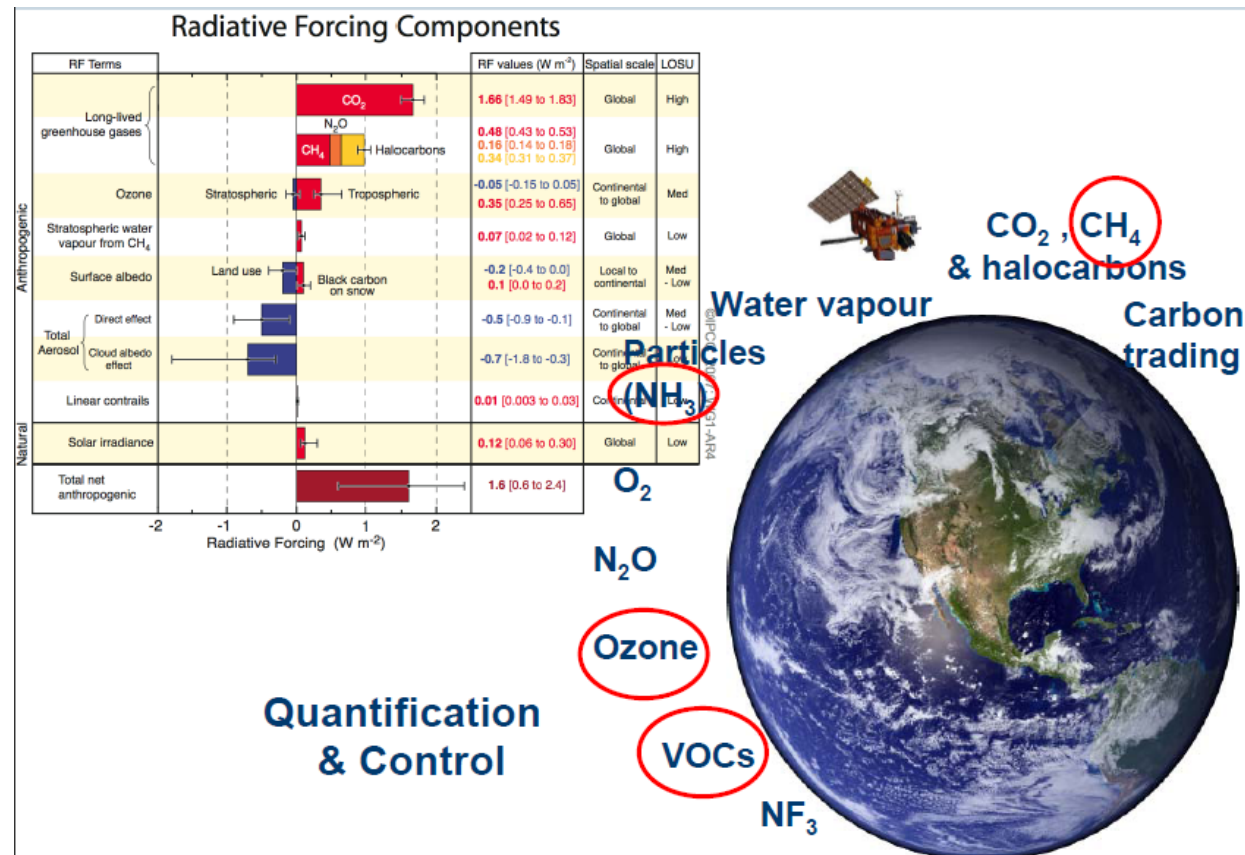 Radiative Forcing Components
RF Terms
RF values (W m-2)
Spatial scale
LOSU
Anthropogenic
Long-lived
greenhouse gases
CO2
1.66 [1.49 to 1.83]
Global
High
N2O
CH4
Halocarbons
0.48 [0.43 to 0.53]
0.16 [0.14 to 0.18]
0.34 [0.31 to 0.37]
Global
High
Ozone
Stratospheric
Tropospheric
-0.05 [-0.15 to 0.05]
0.35 [0.25 to 0.65]
Continental
to global
Med
Stratospheric water
vapour from CH4
0.07 [0.02 to 0.12]
Global
Low
Surface albedo
Land use
Black carbon
on snow
-0.2 [-0.4 to 0.0]
0.1 [0.0 to 0.2]
Local to
continental
Med
- Low
Total
Aerosol
Direct effect
-0.5 [-0.9 to -0.1]
Continental
to global
Med
- Low
Cloud albedo
effect
-0.7 [-1.8 to -0.3]
to global
Linear contrails
0.01 [0.003 to 0.03]
Natural
Solar irradiance
0.12 [0.06 to 0.30]
Global
Low
Total net
anthropogenic
1.6 [0.6 to 2.4]
-2
-1
0
1
2
Radiative Forcing (W m-2)
WG1-AR4
CO2 , CH4
& halocarbons
Water vapour
Carbon
trading
Particles
(NH3)
O2
N2O
Ozone
VOCs
NF3
Quantification
& Control